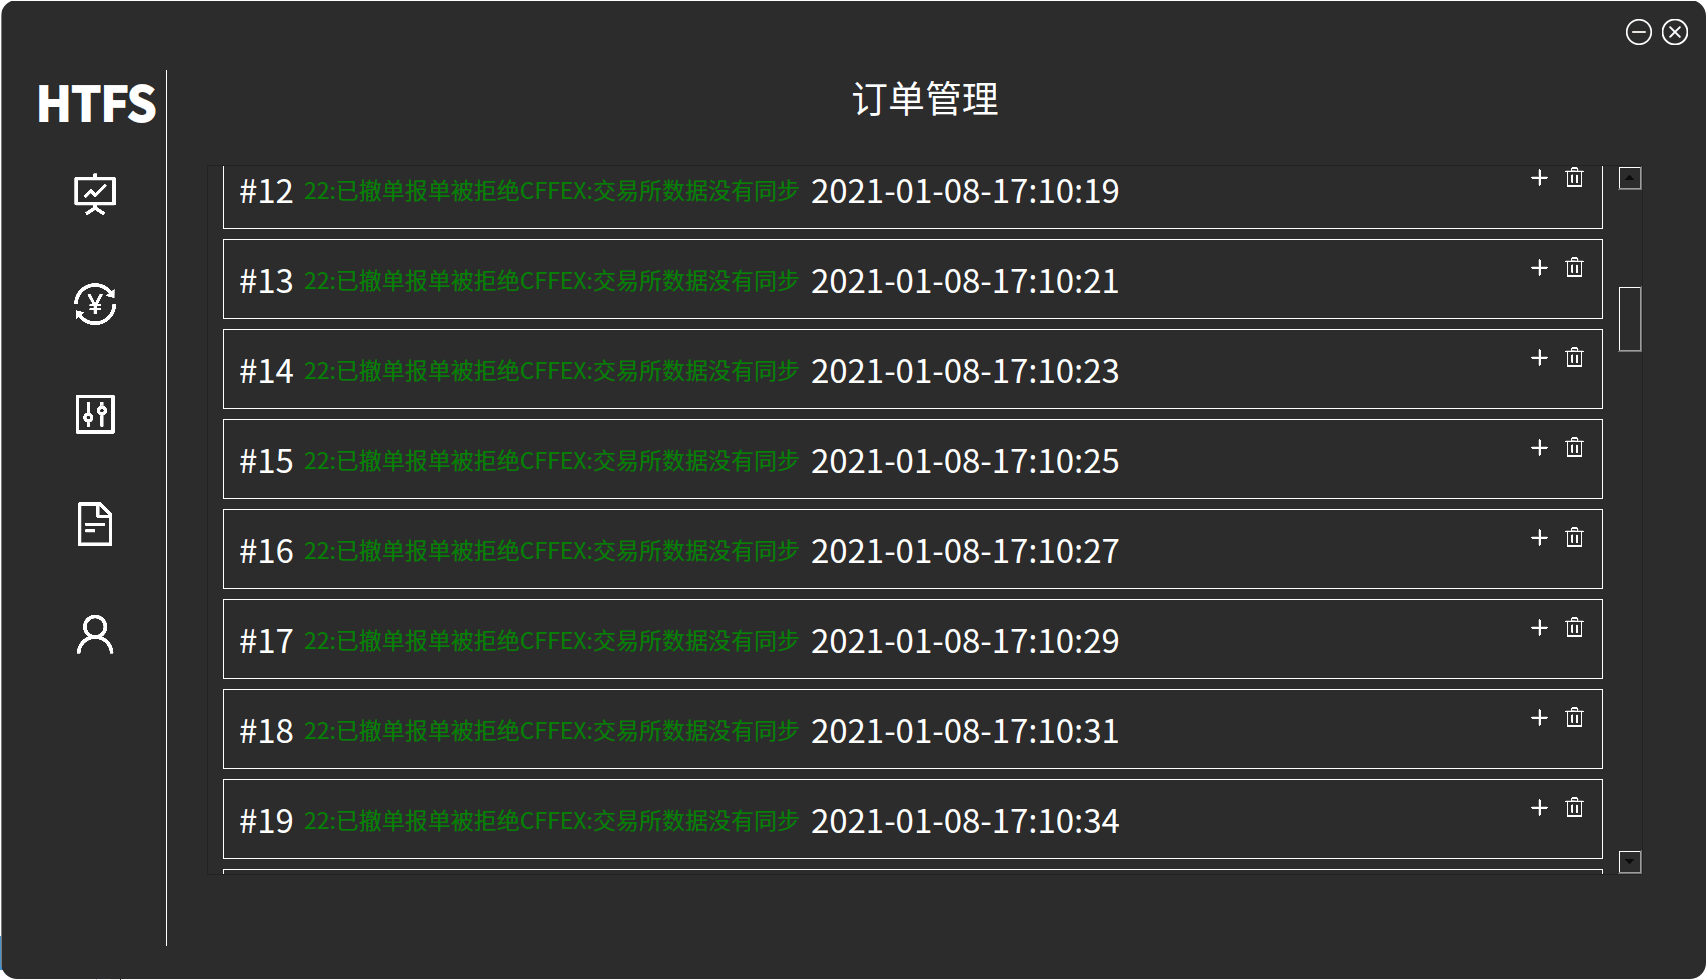 HTFS
订单管理
#12 22:已撤单报单被拒绝CFFEX:交易所数据没有同步 2021-01-08-17:10:19
#13 22:已撤单报单被拒绝CFFEX:交易所数据没有同步 2021-01-08-17:10:21
#14 22:已撤单报单被拒绝CFFEX:交易所数据没有同步 2021-01-08-17:10:23
#15 22:已撤单报单被拒绝CFFEX:交易所数据没有同步 2021-01-08-17:10:25
#16 22:已撤单报单被拒绝CFFEX:交易所数据没有同步 2021-01-08-17:10:27
#17 22:已撤单报单被拒绝CFFEX:交易所数据没有同步 2021-01-08-17:10:29
#18 22:已撤单报单被拒绝CFFEX:交易所数据没有同步 2021-01-08-17:10:31
#19 22:已撤单报单被拒绝CFFEX:交易所数据没有同步 2021-01-08-17:10:34